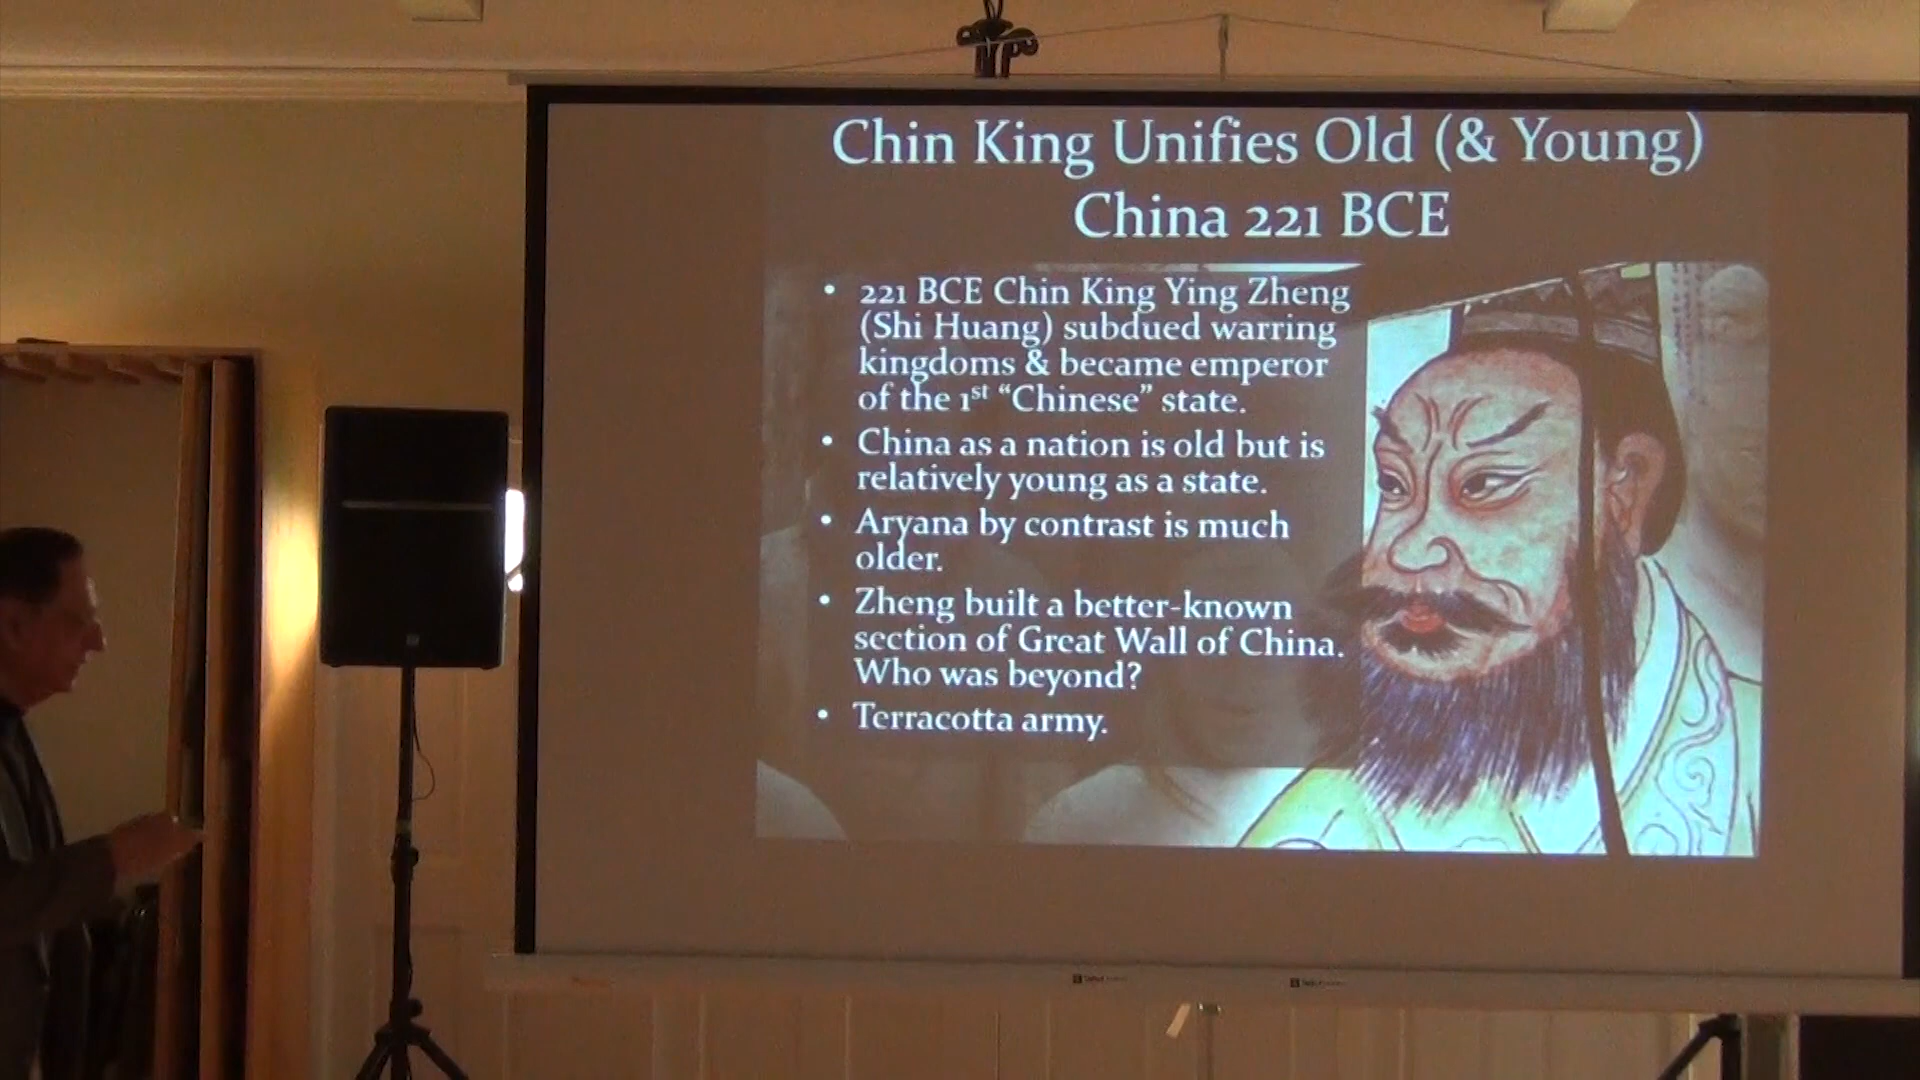 Chin King Unifies Old (& Young)
China 221 BCE
• 221 BCE Chin King Ying Zheng
(Shi Huang) subdued warring
kingdoms & became emperor
of the 1st “Chinese” state.
• China as a nation is old but is
relatively young as a state.
• Aryana by contrast is much
older.
• Zheng built a better-known
section of Great Wall of China.
Who was beyond?
• Terracotta army.